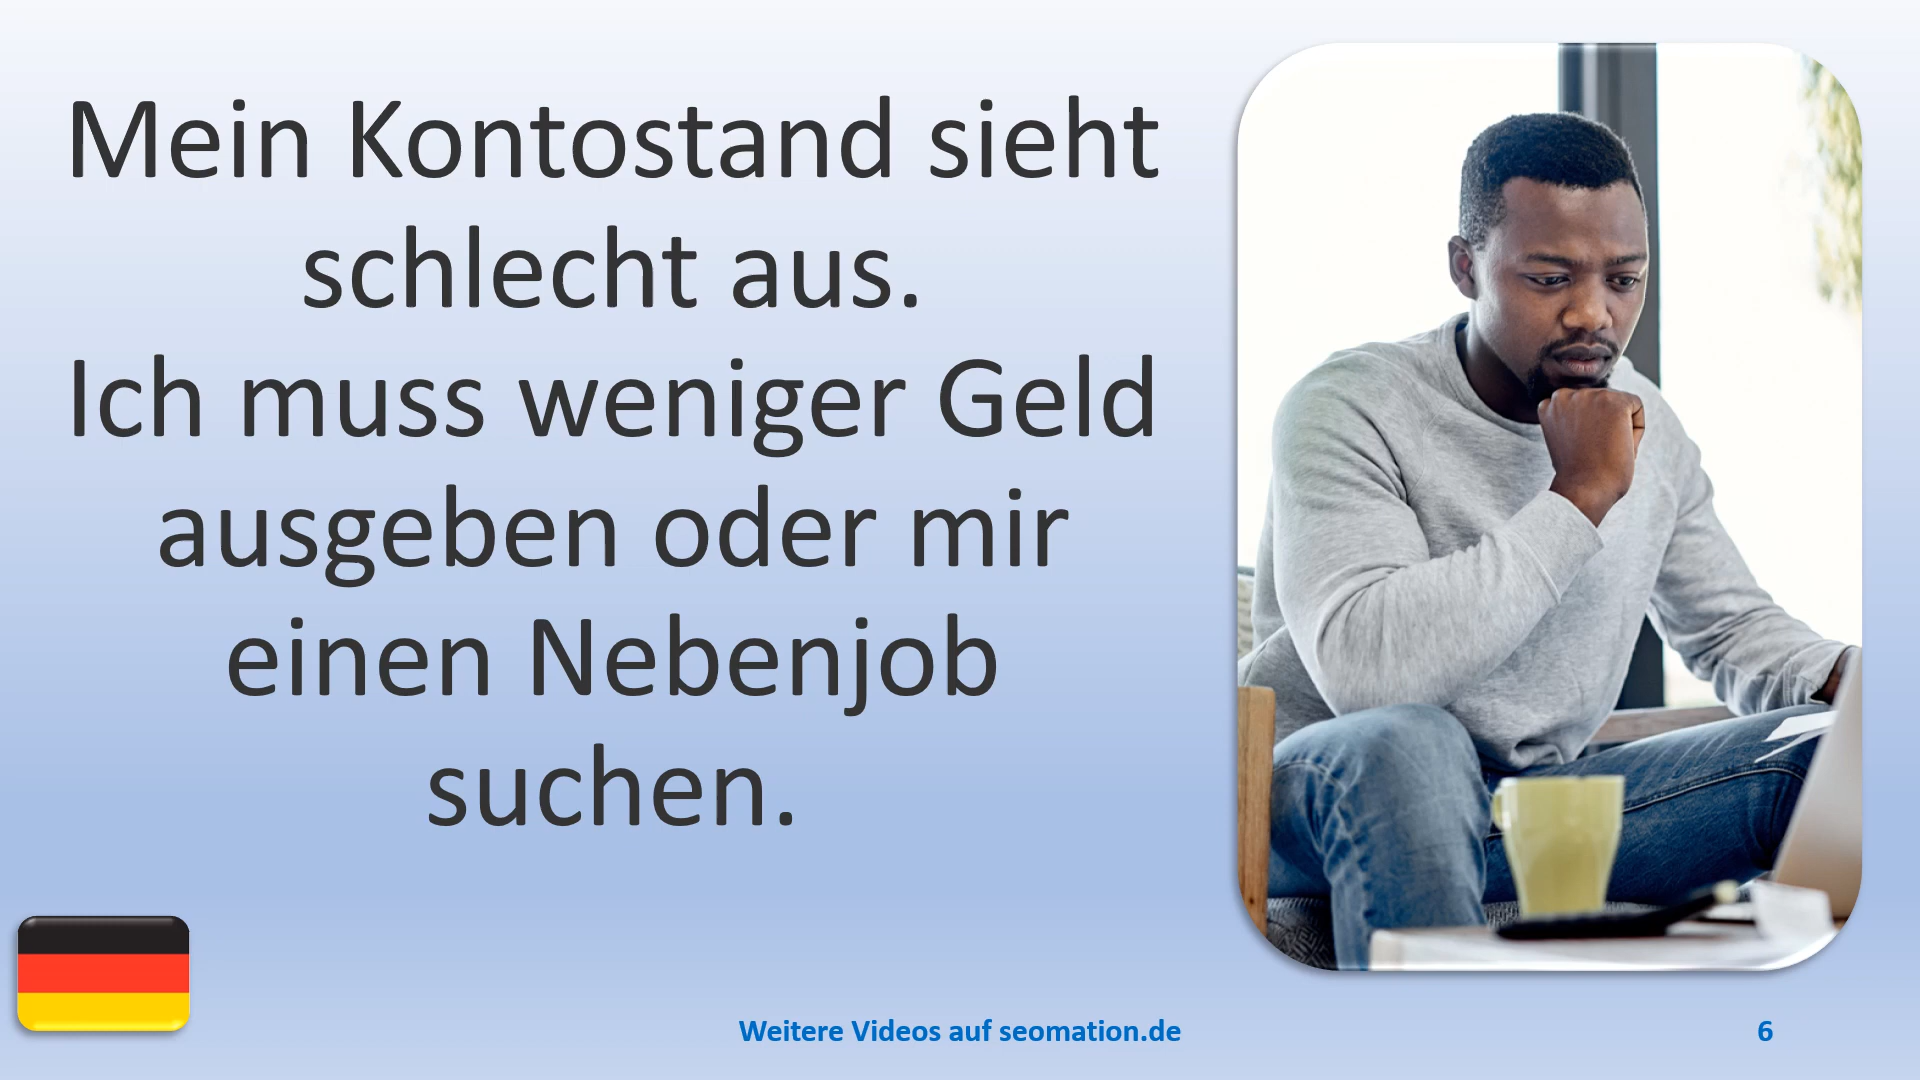 Mein Kontostand sieht
schlecht aus.
Ich muss weniger Geld
ausgeben oder mir
einen Nebenjob
suchen.
Weitere Videos auf seomation.de
6